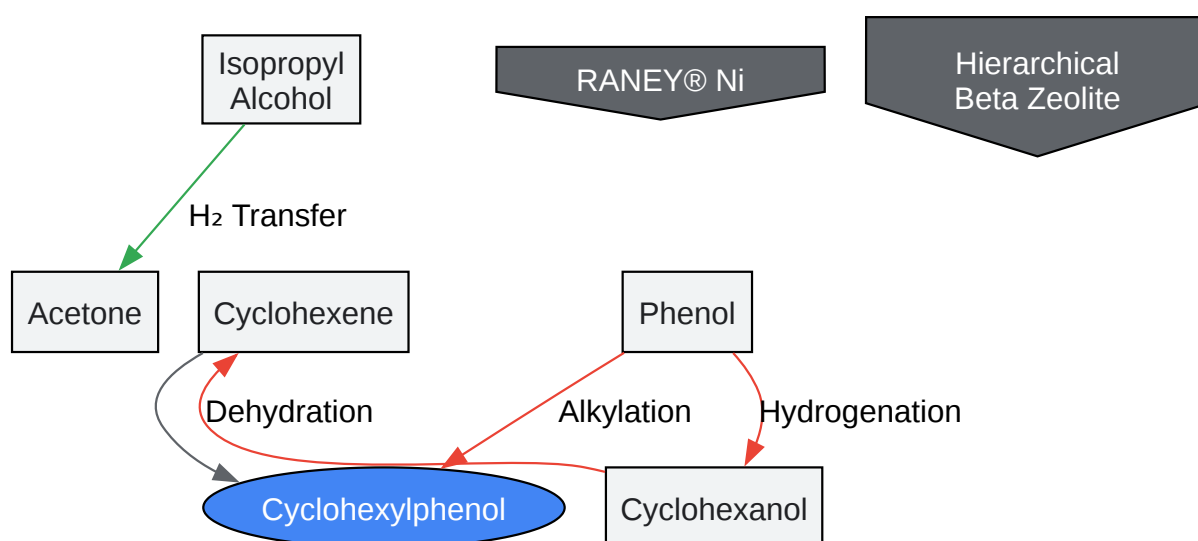 Isopropyl
Alcohol
RANEY® Ni
Hierarchical
Beta Zeolite
H₂ Transfer
Acetone
Cyclohexene
Phenol
Dehydration
Alkylation
Hydrogenation
Cyclohexylphenol
Cyclohexanol